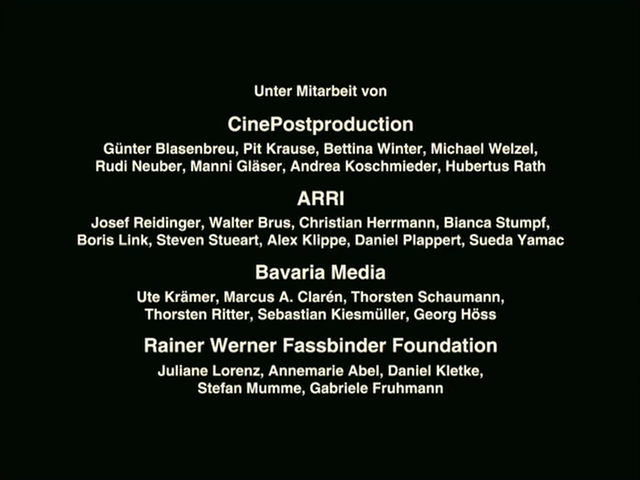 Unter Mitarbeit von
CinePostproduction
Günter Blasenbreu, Pit Krause, Bettina Winter, Michael Welzel,
Rudi Neuber, Manni Gläser, Andrea Koschmieder, Hubertus Rath
ARRI
Josef Reidinger, Walter Brus, Christian Herrmann, Bianca Stumpf,
Boris Link, Steven Stueart, Alex Klippe, Daniel Plappert, Sueda Yamac
Bavaria Media
Ute Krämer, Marcus A. Clarén, Thorsten Schaumann,
Thorsten Ritter, Sebastian Kiesmüller, Georg Höss
Rainer Werner Fassbinder Foundation
Juliane Lorenz, Annemarie Abel, Daniel Kletke,
Stefan Mumme, Gabriele Fruhmann